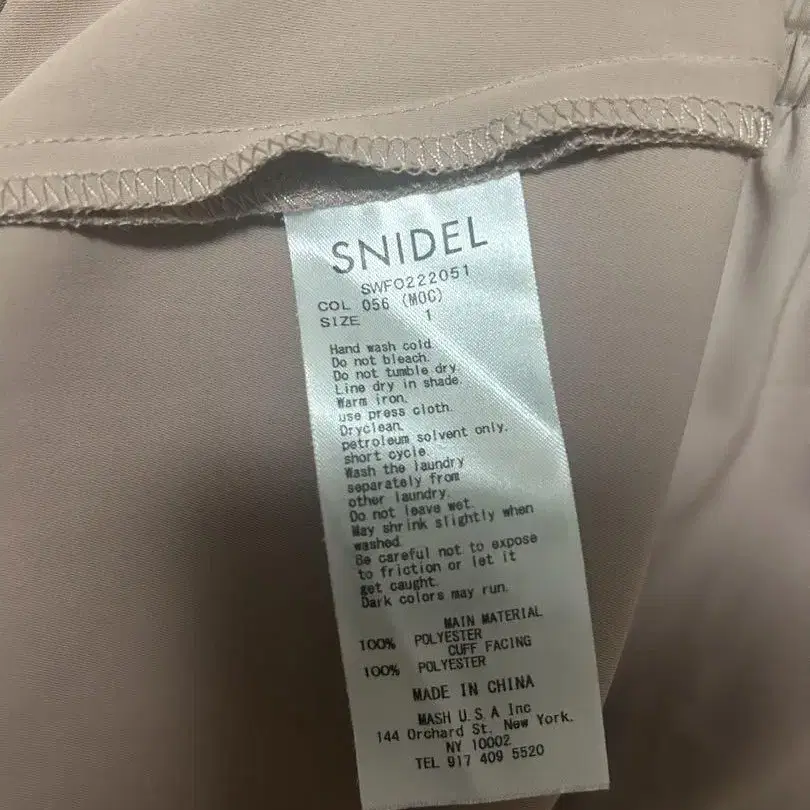 SNIDEL
SWFO222051
COL 056 (MOC)
SIZE 1
Hand wash cold.
Do not bleach.
Do not tumble dry.
Line dry in shade.
Warm iron.
use press cloth.
Dryclean.
petroleum solvent only.
short cycle.
Wash the laundry
separately from
other laundry.
Do not leave wet.
May shrink slightly when
washed.
Be careful not to expose
to friction or let it
get caught.
Dark colors may run.
MAIN MATERIAL
100% POLYESTER
CUFF FACING
100% POLYESTER
MADE IN CHINA
MASH U.S.A Inc
144 Orchard St. New York.
NY 10002
TEL 917 409 5520